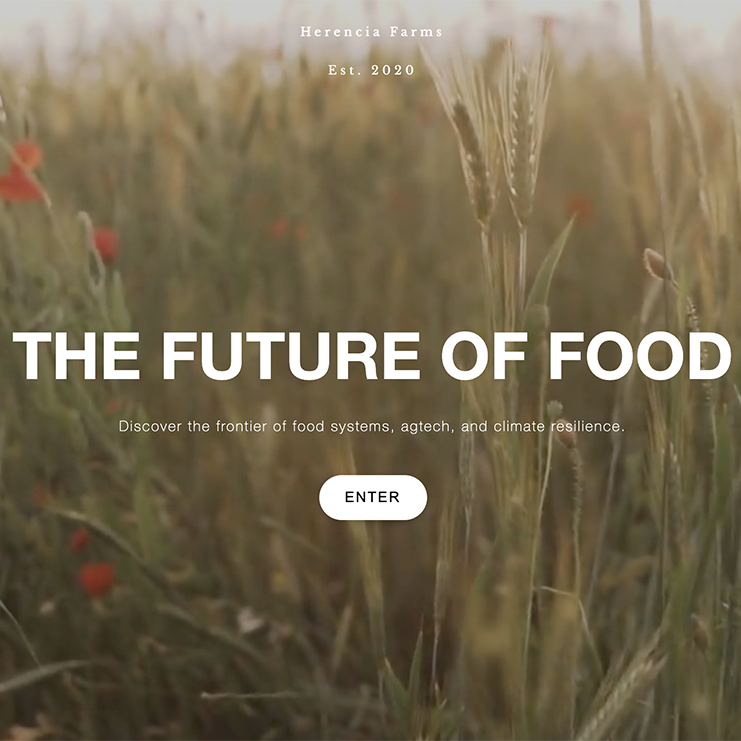 Herencia Farms
Est. 2020
THE FUTURE OF FOOD
Discover the frontier of food systems, agtech, and climate resilience.
ENTER